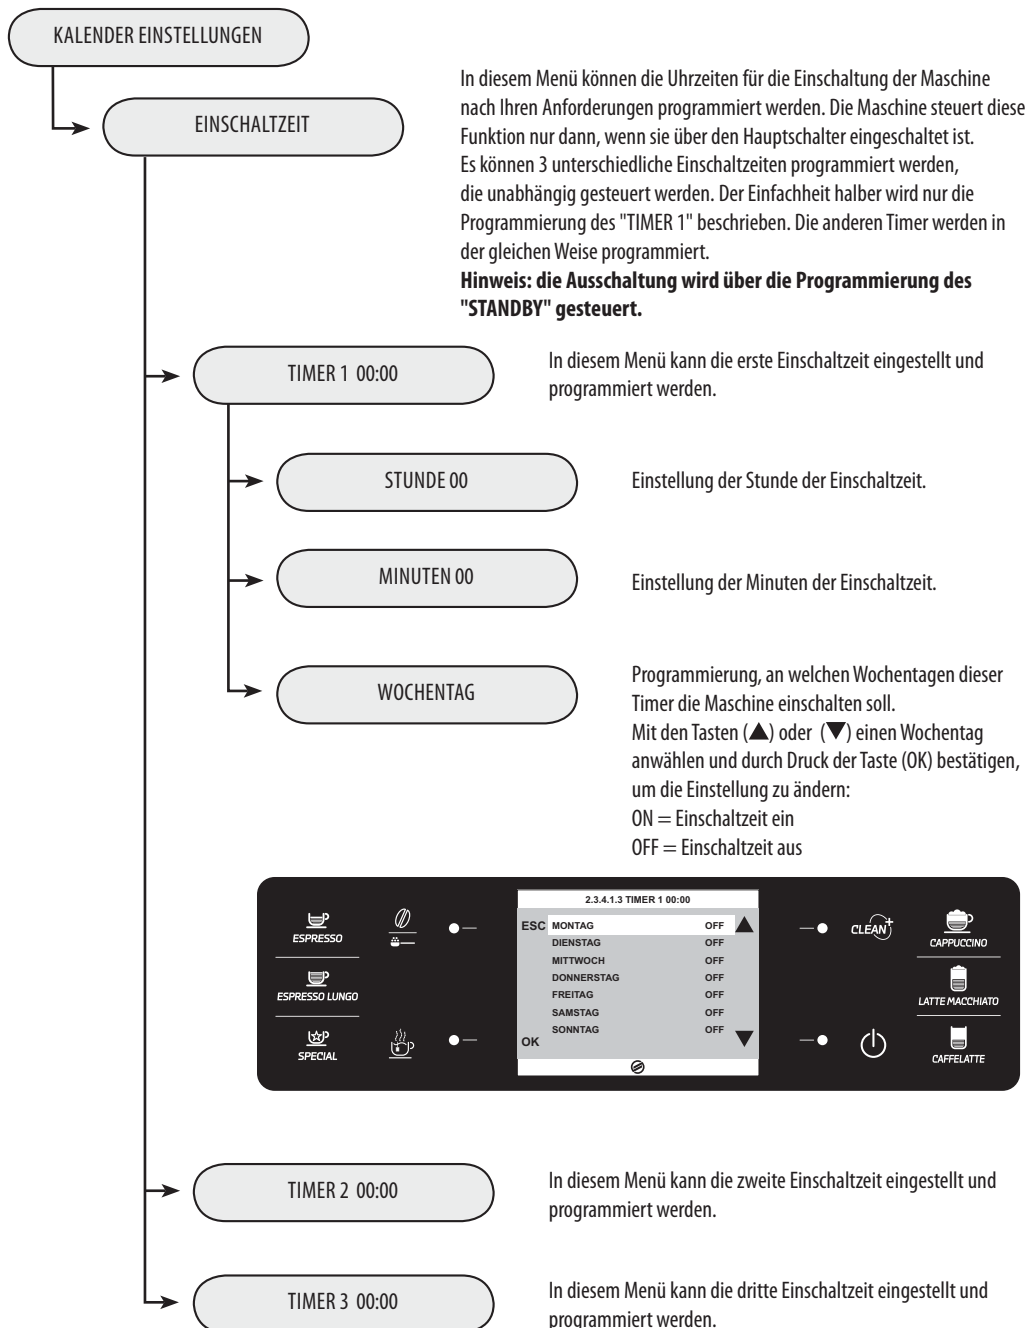 KALENDER EINSTELLUNGEN
EINSCHALTZEIT
In diesem Menü können die Uhrzeiten für die Einschaltung der Maschine
nach Ihren Anforderungen programmiert werden. Die Maschine steuert diese
Funktion nur dann, wenn sie über den Hauptschalter eingeschaltet ist.
Es können 3 unterschiedliche Einschaltzeiten programmiert werden,
die unabhängig gesteuert werden. Der Einfachheit halber wird nur die
Programmierung des "TIMER 1" beschrieben. Die anderen Timer werden in
der gleichen Weise programmiert.
Hinweis: die Ausschaltung wird über die Programmierung des
"STANDBY" gesteuert.
TIMER 1 00:00
In diesem Menü kann die erste Einschaltzeit eingestellt und
programmiert werden.
STUNDE 00
Einstellung der Stunde der Einschaltzeit.
MINUTEN 00
Einstellung der Minuten der Einschaltzeit.
WOCHENTAG
Programmierung, an welchen Wochentagen dieser
Timer die Maschine einschalten soll.
Mit den Tasten (▲) oder (▼) einen Wochentag
anwählen und durch Druck der Taste (OK) bestätigen,
um die Einstellung zu ändern:
ON = Einschaltzeit ein
OFF = Einschaltzeit aus
ESPRESSO
ESPRESSO LUNGO
SPECIAL
2.3.4.1.3 TIMER 1 00:00
ESC MONTAG OFF ▲
DIENSTAG OFF
MITTWOCH OFF
DONNERSTAG OFF
FREITAG OFF
SAMSTAG OFF
SONNTAG OFF
OK ▼
CLEAN+
CAPPUCCINO
LATTE MACCHIATO
CAFFELATTE
TIMER 2 00:00
In diesem Menü kann die zweite Einschaltzeit eingestellt und
programmiert werden.
TIMER 3 00:00
In diesem Menü kann die dritte Einschaltzeit eingestellt und
programmiert werden.